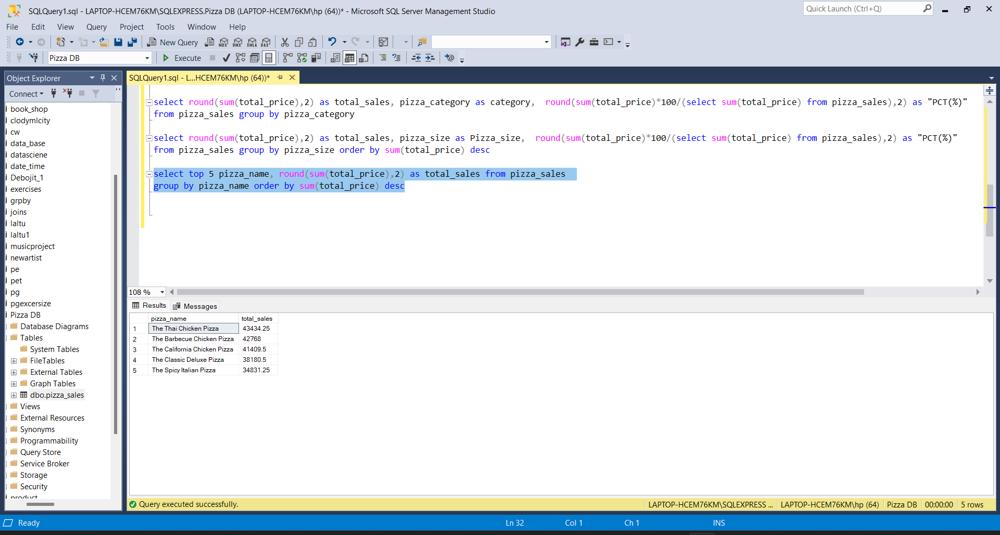 SQLQuery1.sql - LAPTOP-HCEM76KM\SQLEXPRESS.Pizza DB (LAPTOP-HCEM76KM\hp (64))* - Microsoft SQL Server Management Studio
Quick Launch (Ctrl+Q)
File Edit View Query Project Tools Window Help
New Query MDX DMX XMLA DAX
Pizza DB Execute
Object Explorer
SQLQuery1.sql - L...HCEM76KM\hp (64))*
Connect
book_shop
clodymlcity
cw
data_base
datasciene
date_time
Debojit_1
exercises
grpby
joins
laltu
laltu1
musicproject
newartist
pe
pet
pg
pgexcersize
Pizza DB
Database Diagrams
Tables
System Tables
FileTables
External Tables
Graph Tables
dbo.pizza_sales
Views
External Resources
Synonyms
Programmability
Query Store
Service Broker
Storage
Security
product
select round(sum(total_price),2) as total_sales, pizza_category as category,  round(sum(total_price)*100/(select sum(total_price) from pizza_sales),2) as "PCT(%)"
from pizza_sales group by pizza_category
select round(sum(total_price),2) as total_sales, pizza_size as Pizza_size,  round(sum(total_price)*100/(select sum(total_price) from pizza_sales),2) as "PCT(%)"
from pizza_sales group by pizza_size order by sum(total_price) desc
select top 5 pizza_name, round(sum(total_price),2) as total_sales from pizza_sales
group by pizza_name order by sum(total_price) desc
108 %
Results Messages
pizza_name total_sales
1 The Thai Chicken Pizza 43434.25
2 The Barbecue Chicken Pizza 42768
3 The California Chicken Pizza 41409.5
4 The Classic Deluxe Pizza 38180.5
5 The Spicy Italian Pizza 34831.25
Query executed successfully.
LAPTOP-HCEM76KM\SQLEXPRESS ... LAPTOP-HCEM76KM\hp (64) Pizza DB 00:00:00 5 rows
Ready Ln 32 Col 1 Ch 1 INS